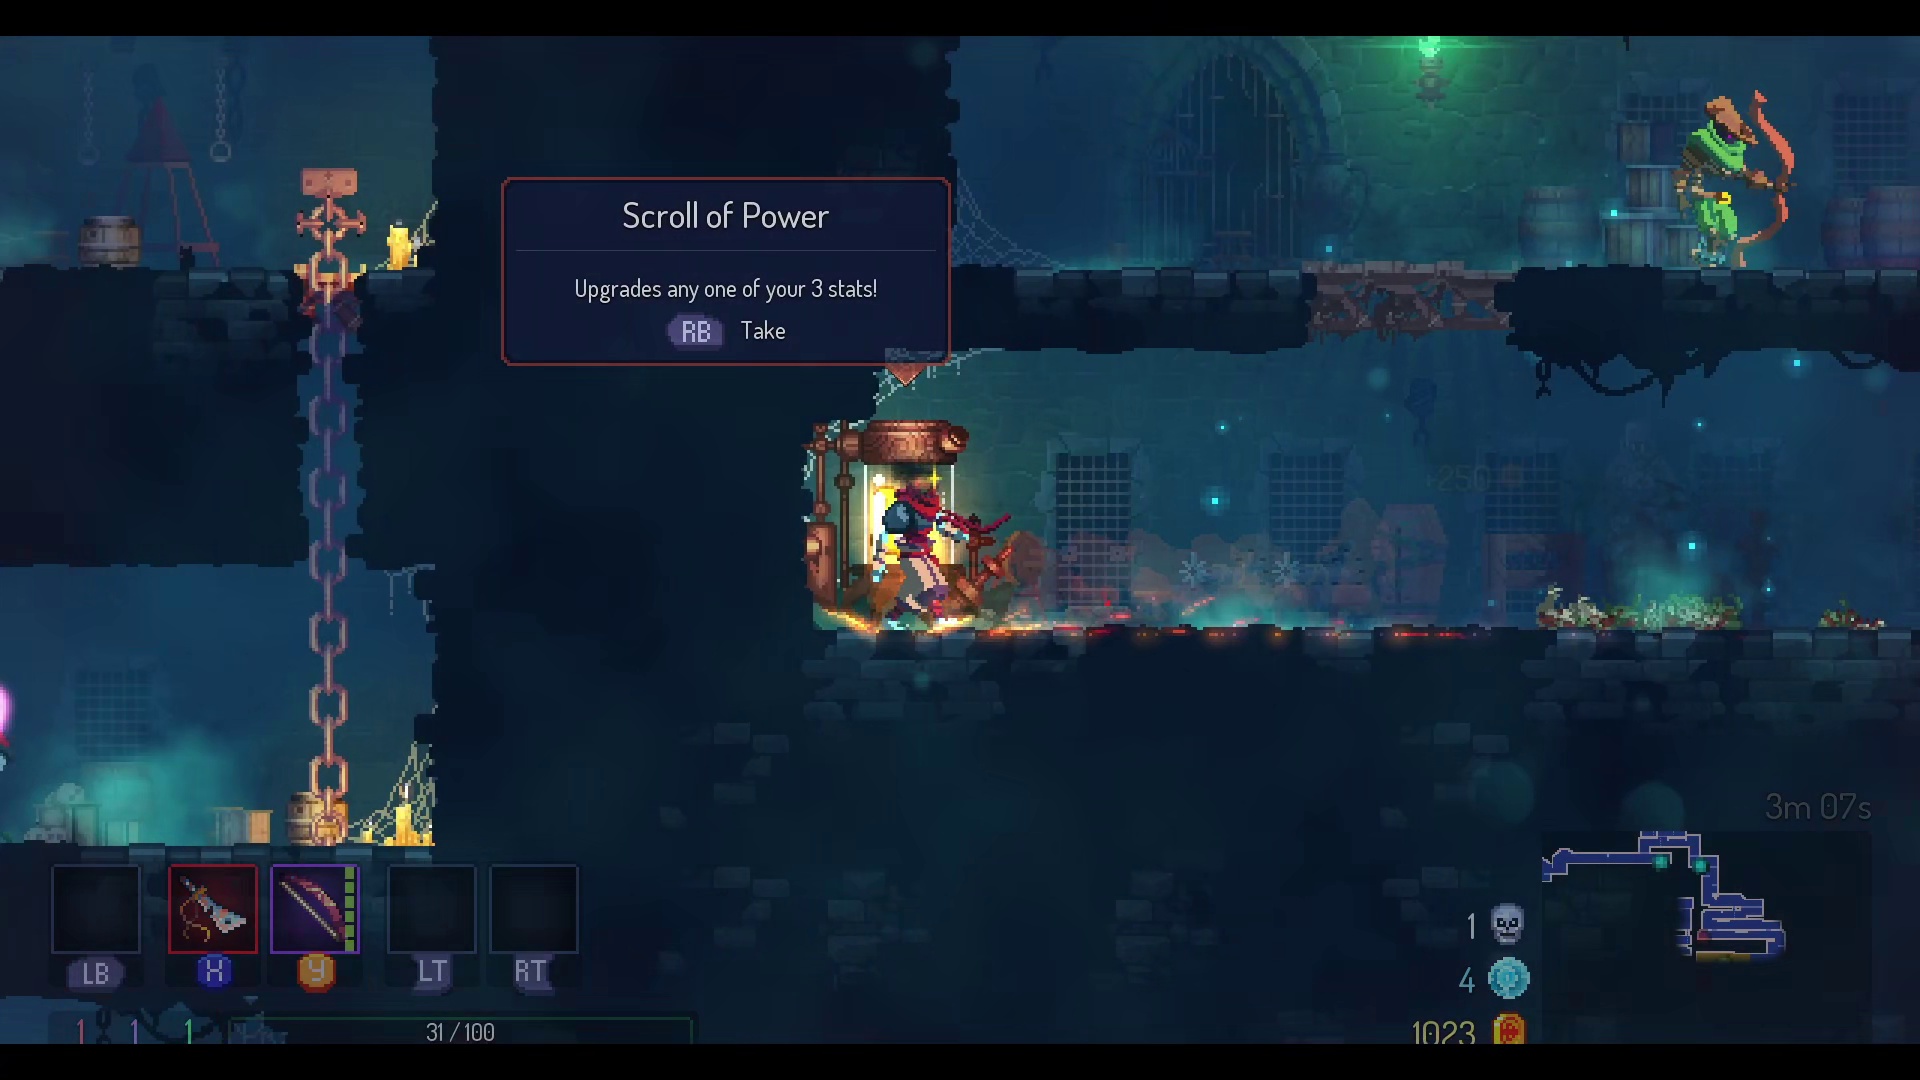 Scroll of Power
Upgrades any one of your 3 stats!
RB Take
+250
3m 07s
1
4
1023
LB X Y LT RT
1 1 1 31 / 100